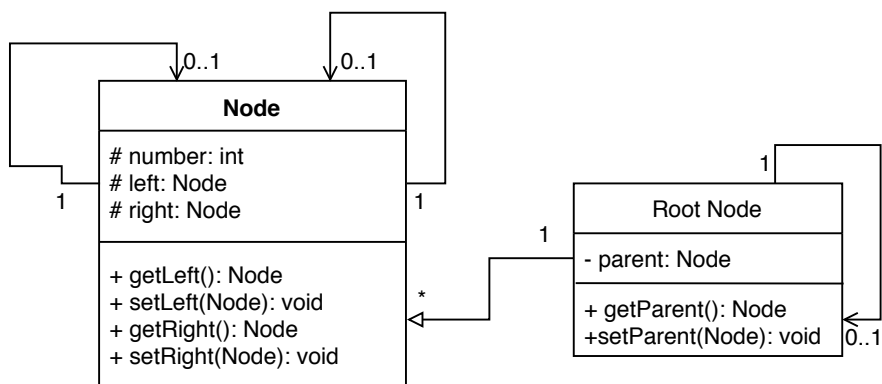 0..1
0..1
Node
# number: int
# left: Node
# right: Node
1
1
+ getLeft(): Node
+ setLeft(Node): void
+ getRight(): Node
+ setRight(Node): void
*
1
1
Root Node
- parent: Node
+ getParent(): Node
+setParent(Node): void
0..1